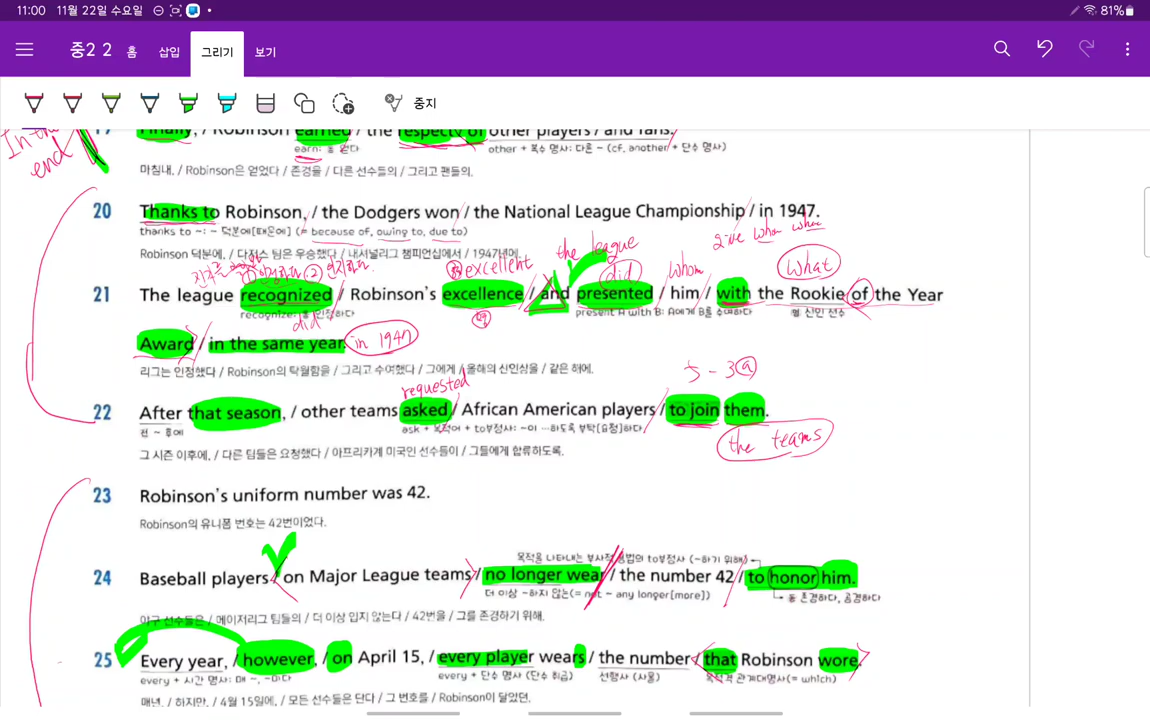 11:00 11월 22일 수요일 81%
중2 2 홈 삽입 그리기 보기
중지
In the end
Finally, / Robinson earned / the respect / of other players / and fans.
earn: 동 얻다 other + 복수 명사: 다른 ~ (cf. another + 단수 명사)
마침내, / Robinson은 얻었다 / 존경을 / 다른 선수들의 / 그리고 팬들의.
20 Thanks to Robinson, / the Dodgers won / the National League Championship / in 1947.
thanks to ~: ~ 덕분에[때문에] (= because of, owing to, due to)
Robinson 덕분에, / 다저스 팀은 우승했다 / 내셔널리그 챔피언십에서 / 1947년에.
② 인지하다 형 excellent the league did whom what
21 The league recognized / Robinson's excellence / and presented / him / with the Rookie of the Year
recognize: 동 인정하다 명 present A with B: A에게 B를 수여하다 명 신인 선수
did
Award / in the same year. in 1947
리그는 인정했다 / Robinson의 탁월함을 / 그리고 수여했다 / 그에게 / 올해의 신인상을 / 같은 해에.
requested 5-3ⓐ
22 After that season, / other teams asked / African American players / to join them.
전 ~ 후에 ask + 목적어 + to부정사: ~이 …하도록 부탁[요청]하다
the teams
그 시즌 이후에, / 다른 팀들은 요청했다 / 아프리카계 미국인 선수들이 / 그들에게 합류하도록.
23 Robinson's uniform number was 42.
Robinson의 유니폼 번호는 42번이었다.
목적을 나타내는 부사적 용법의 to부정사 (~하기 위해)
24 Baseball players / on Major League teams / no longer wear / the number 42 / to honor him.
더 이상 ~하지 않는(= not ~ any longer[more]) 동 존경하다, 공경하다
야구 선수들은 / 메이저리그 팀들의 / 더 이상 입지 않는다 / 42번을 / 그를 존경하기 위해.
25 Every year, / however, / on April 15, / every player wears / the number / that Robinson wore.
every + 시간 명사: 매 ~, ~마다 every + 단수 명사 (단수 취급) 선행사 (사물) 목적격 관계대명사(= which)
매년, / 하지만, / 4월 15일에, / 모든 선수들은 단다 / 그 번호를 / Robinson이 달았던.